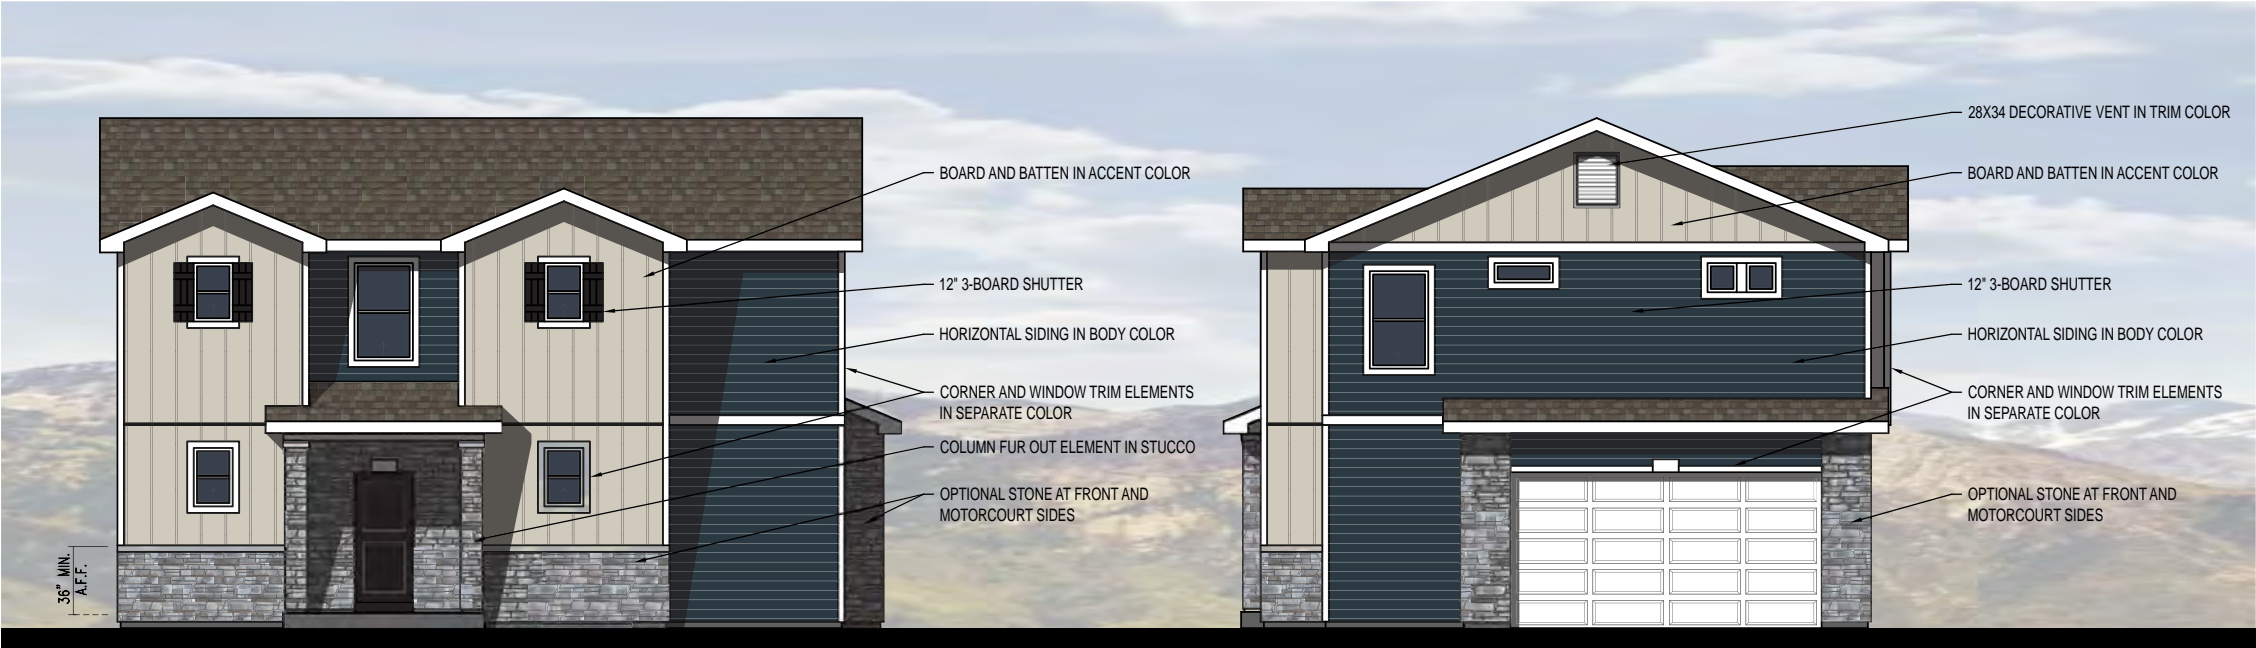 BOARD AND BATTEN IN ACCENT COLOR
12" 3-BOARD SHUTTER
HORIZONTAL SIDING IN BODY COLOR
CORNER AND WINDOW TRIM ELEMENTS
IN SEPARATE COLOR
COLUMN FUR OUT ELEMENT IN STUCCO
OPTIONAL STONE AT FRONT AND
MOTORCOURT SIDES
36" MIN.
A.F.F.
28X34 DECORATIVE VENT IN TRIM COLOR
BOARD AND BATTEN IN ACCENT COLOR
12" 3-BOARD SHUTTER
HORIZONTAL SIDING IN BODY COLOR
CORNER AND WINDOW TRIM ELEMENTS
IN SEPARATE COLOR
OPTIONAL STONE AT FRONT AND
MOTORCOURT SIDES